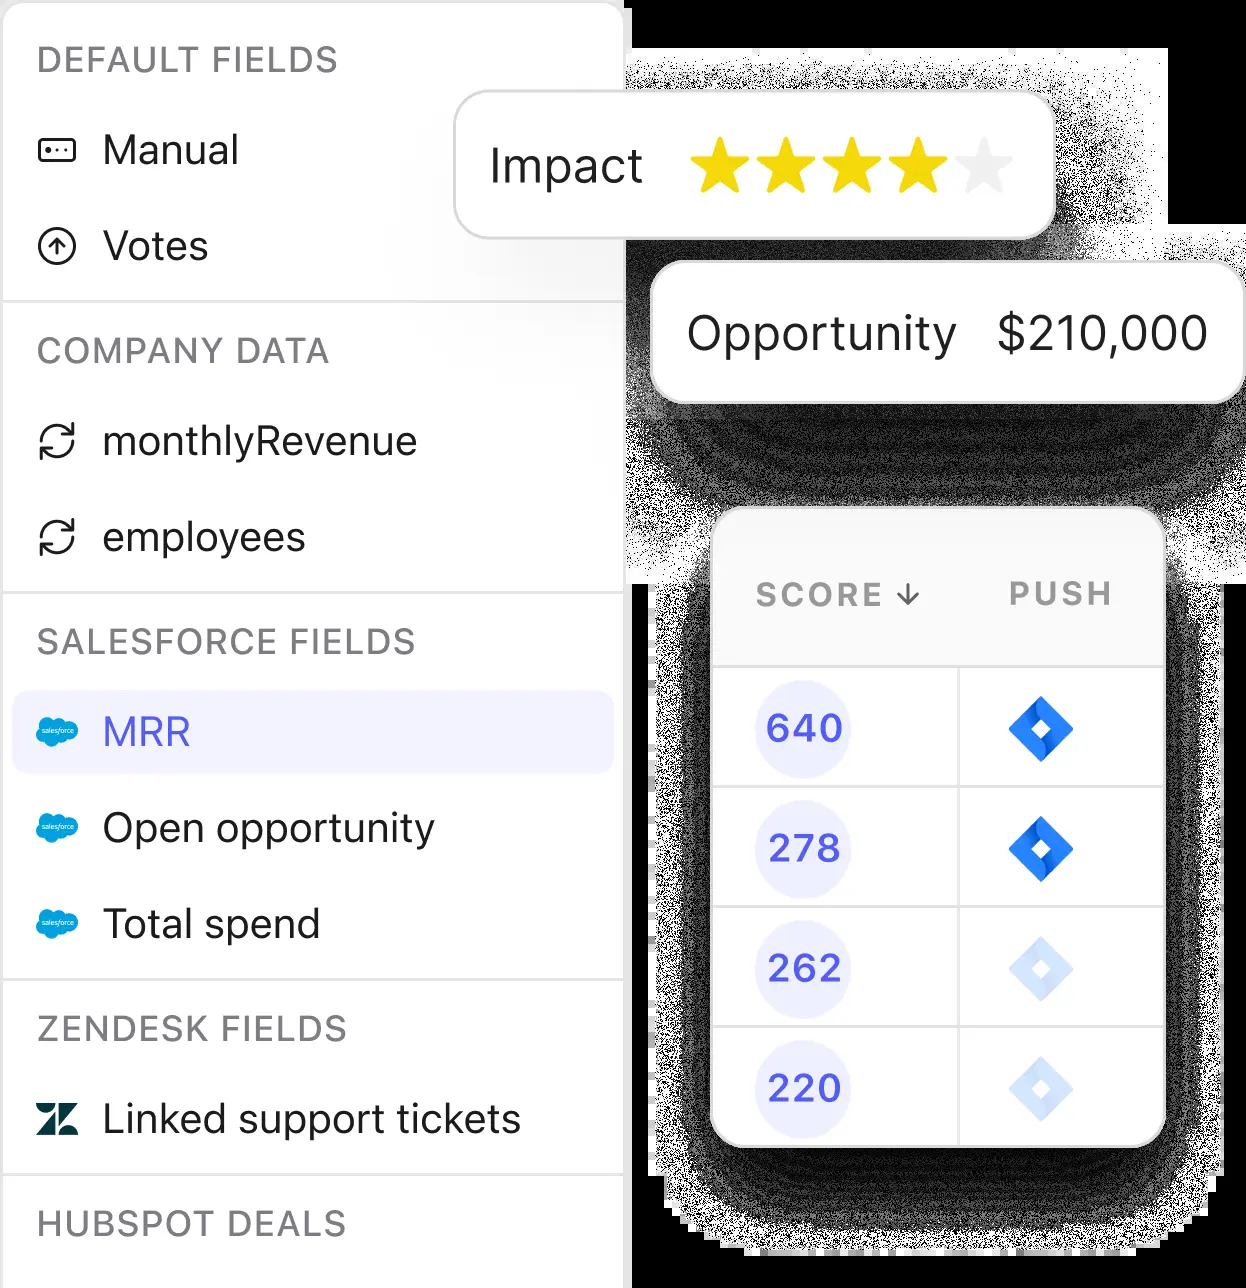 DEFAULT FIELDS
Manual
Votes
COMPANY DATA
monthlyRevenue
employees
SALESFORCE FIELDS
salesforce MRR
salesforce Open opportunity
salesforce Total spend
ZENDESK FIELDS
Linked support tickets
HUBSPOT DEALS
Impact
Opportunity $210,000
SCORE PUSH
640
278
262
220